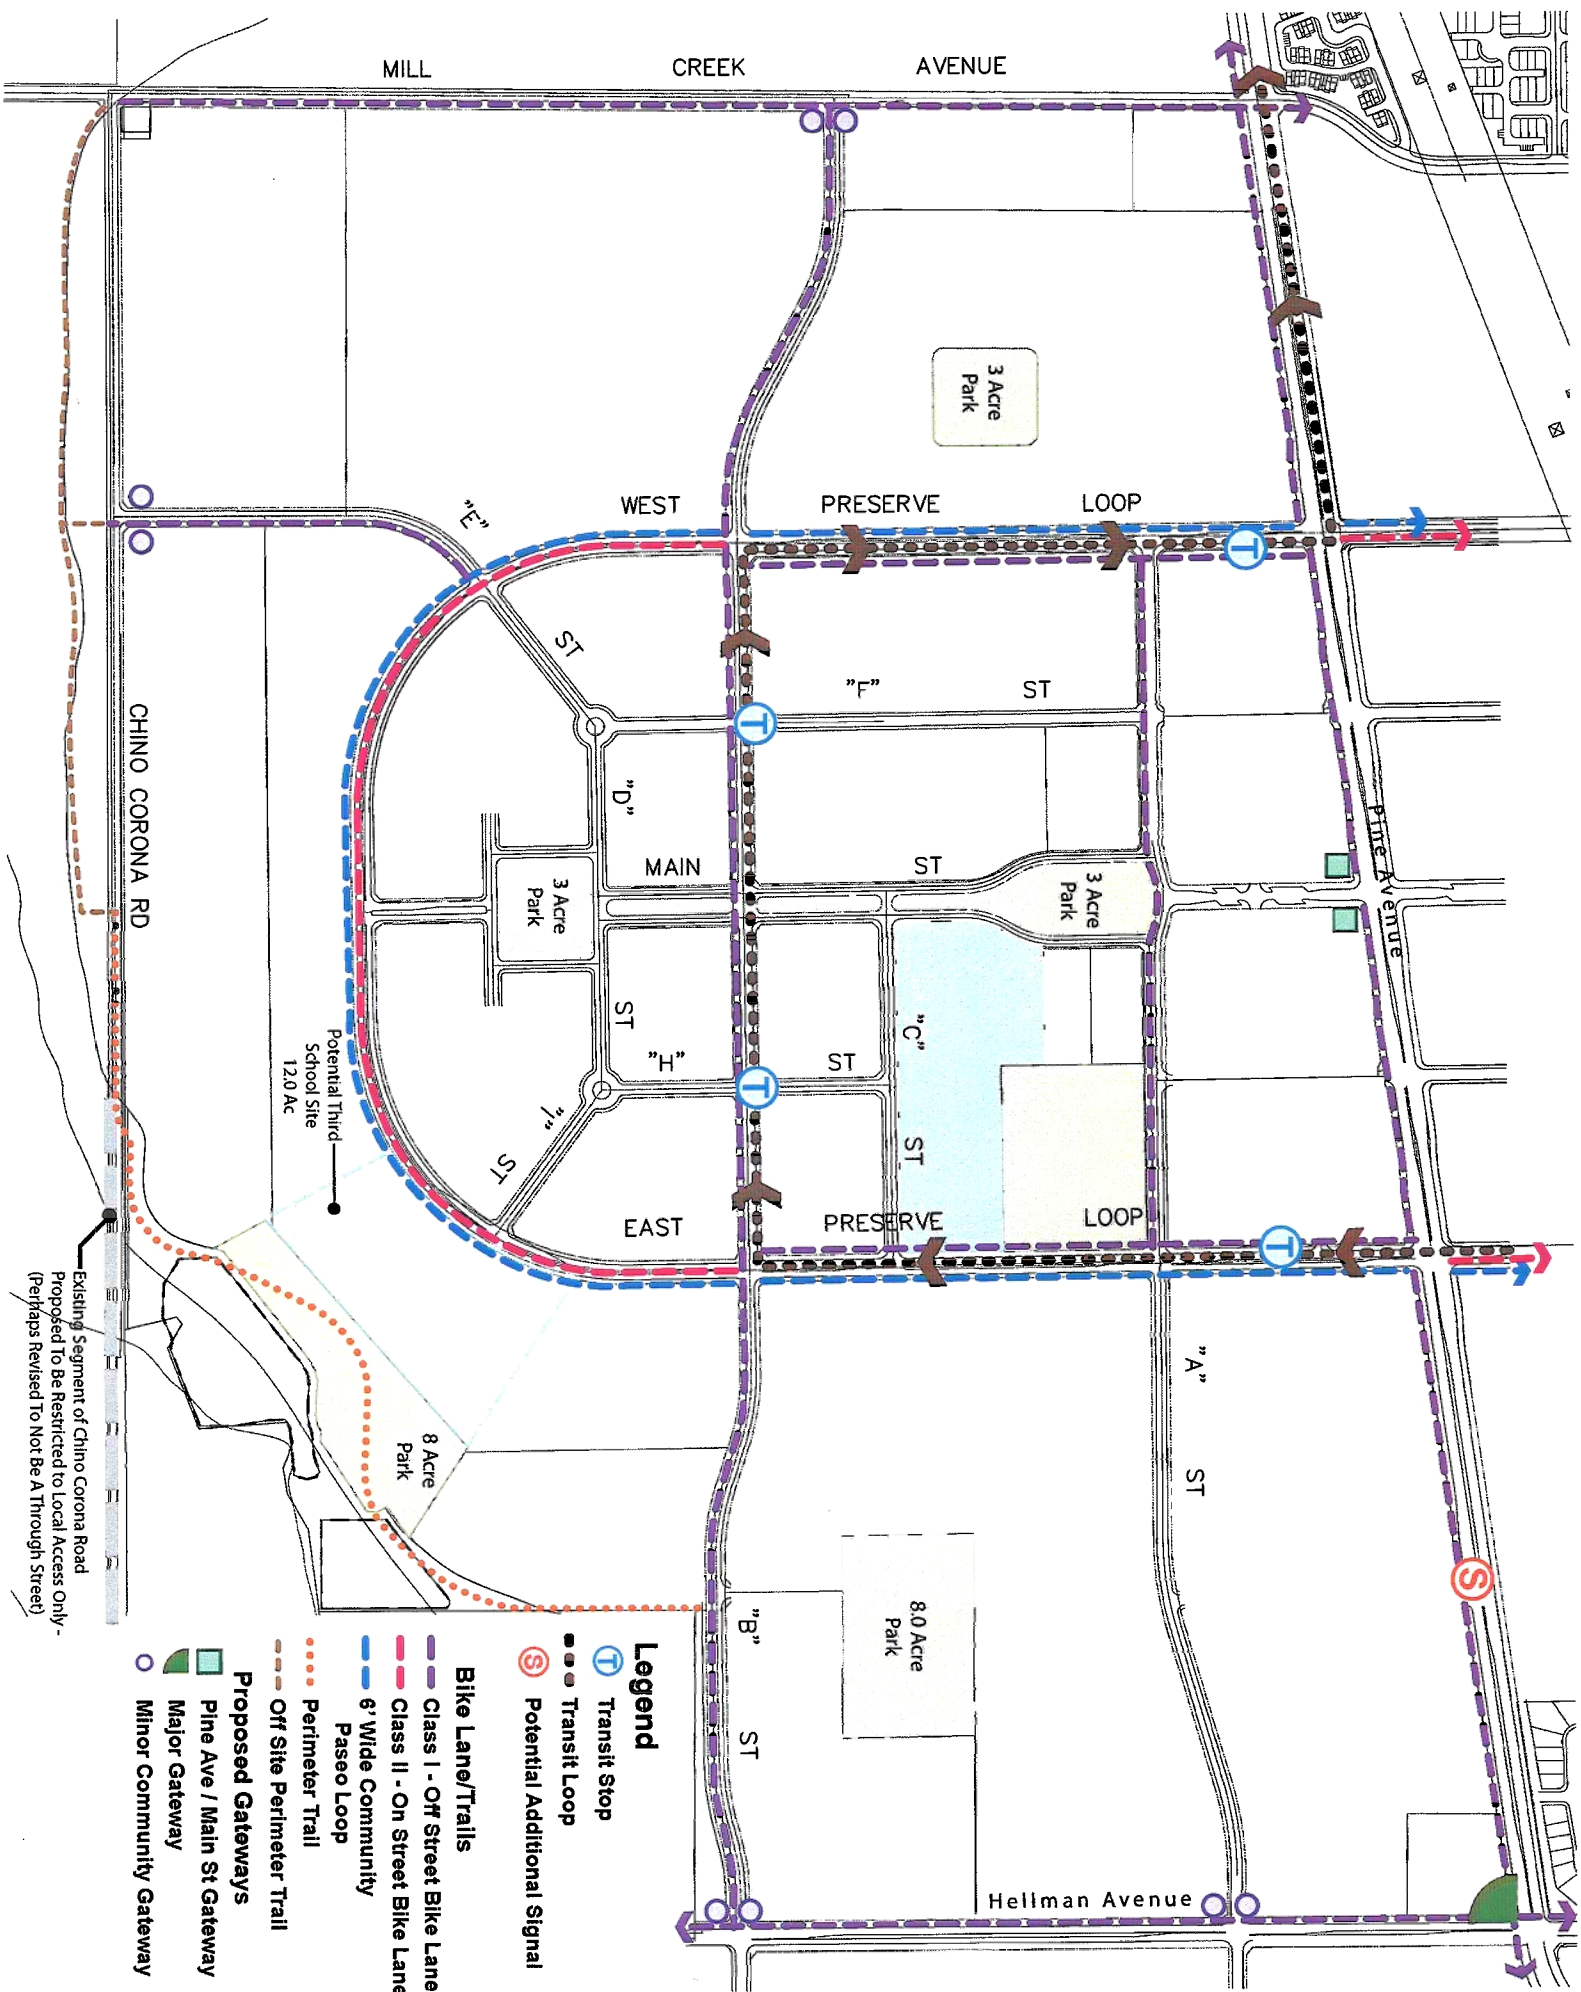 MILL CREEK AVENUE
3 Acre
Park
WEST PRESERVE LOOP
"E"
ST
"F" ST
"D"
ST
MAIN ST
3 Acre
Park
3 Acre
Park
Pine Avenue
CHINO CORONA RD
"C"
ST
"H" ST
"I"
ST
Potential Third
School Site
12.0 Ac
EAST PRESERVE LOOP
"A" ST
8 Acre
Park
8.0 Acre
Park
"B" ST
Hellman Avenue
Existing Segment of Chino Corona Road
Proposed To Be Restricted to Local Access Only -
(Perhaps Revised To Not Be A Through Street)
T
T
T
T
S
Legend
T Transit Stop
Transit Loop
S Potential Additional Signal
Bike Lane/Trails
Class I - Off Street Bike Lane
Class II - On Street Bike Lane
6' Wide Community
Paseo Loop
Perimeter Trail
Off Site Perimeter Trail
Proposed Gateways
Pine Ave / Main St Gateway
Major Gateway
Minor Community Gateway